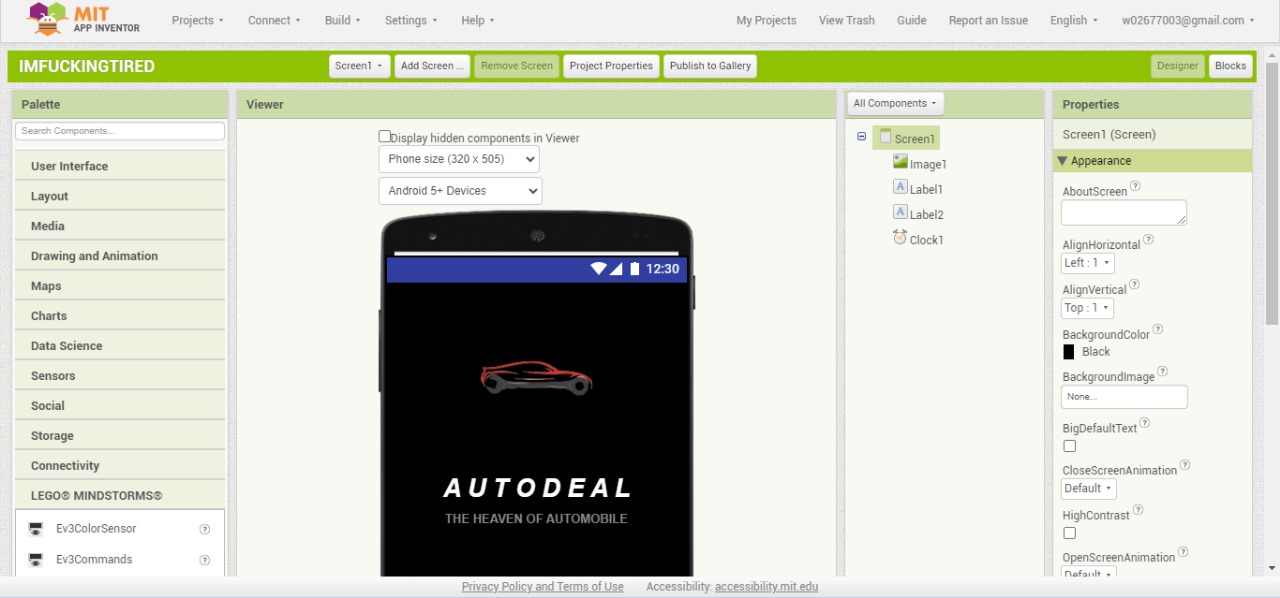 MIT
APP INVENTOR
Projects
Connect
Build
Settings
Help
My Projects
View Trash
Guide
Report an Issue
English
w02677003@gmail.com
IMFUCKINGTIRED
Screen1
Add Screen ...
Remove Screen
Project Properties
Publish to Gallery
Designer
Blocks
Palette
Search Components...
User Interface
Layout
Media
Drawing and Animation
Maps
Charts
Data Science
Sensors
Social
Storage
Connectivity
LEGO® MINDSTORMS®
Ev3ColorSensor
?
Ev3Commands
?
Viewer
Display hidden components in Viewer
Phone size (320 x 505)
Android 5+ Devices
12:30
AUTODEAL
THE HEAVEN OF AUTOMOBILE
All Components
Screen1
Image1
A Label1
A Label2
Clock1
Properties
Screen1 (Screen)
Appearance
AboutScreen ?
AlignHorizontal ?
Left : 1
AlignVertical ?
Top : 1
BackgroundColor ?
Black
BackgroundImage ?
None...
BigDefaultText ?
CloseScreenAnimation ?
Default
HighContrast ?
OpenScreenAnimation ?
Default
Privacy Policy and Terms of Use
Accessibility: accessibility.mit.edu